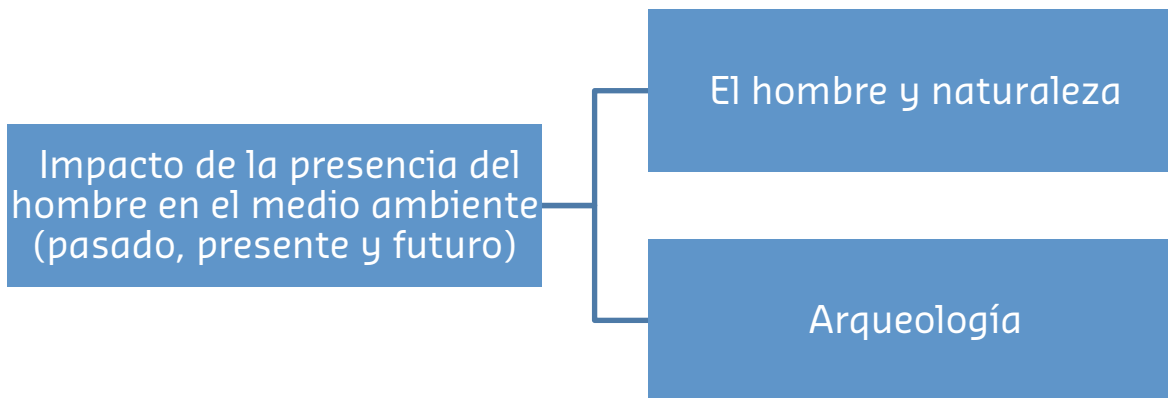 Impacto de la presencia del
hombre en el medio ambiente
(pasado, presente y futuro)
El hombre y naturaleza
Arqueología